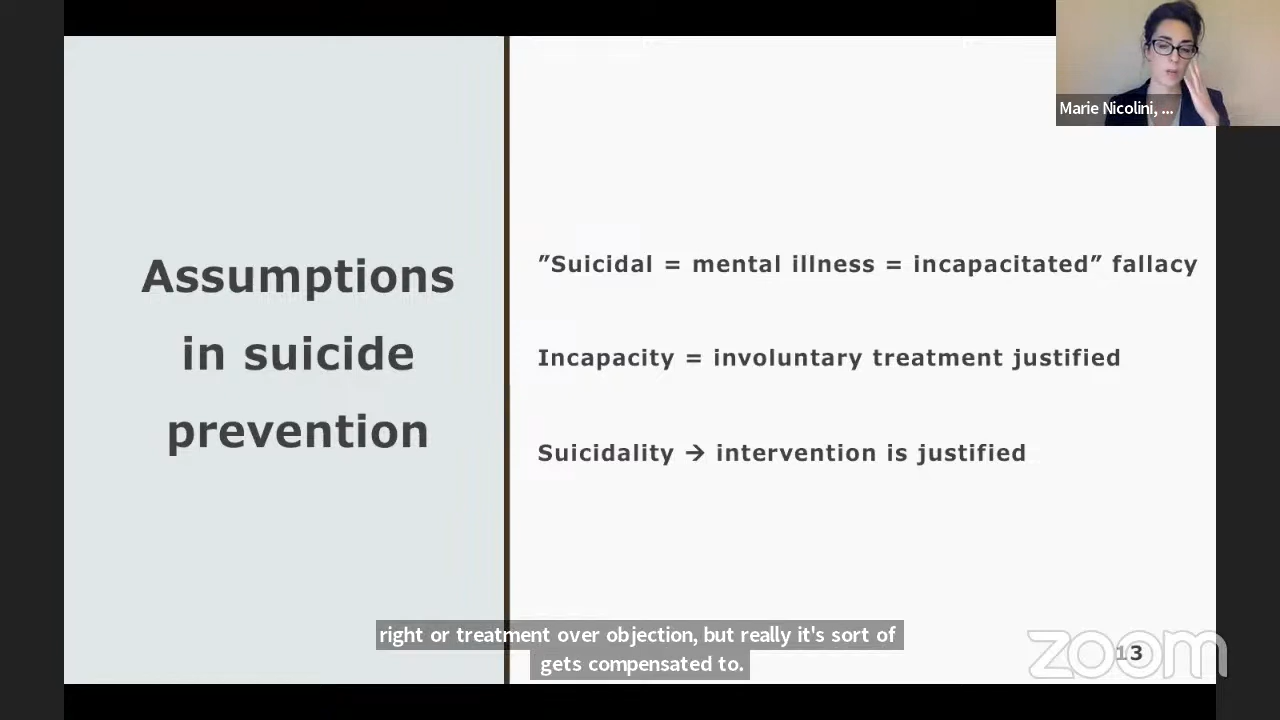 Marie Nicolini, ...
Assumptions
in suicide
prevention
”Suicidal = mental illness = incapacitated” fallacy
Incapacity = involuntary treatment justified
Suicidality → intervention is justified
right or treatment over objection, but really it's sort of
gets compensated to.
zoom
13